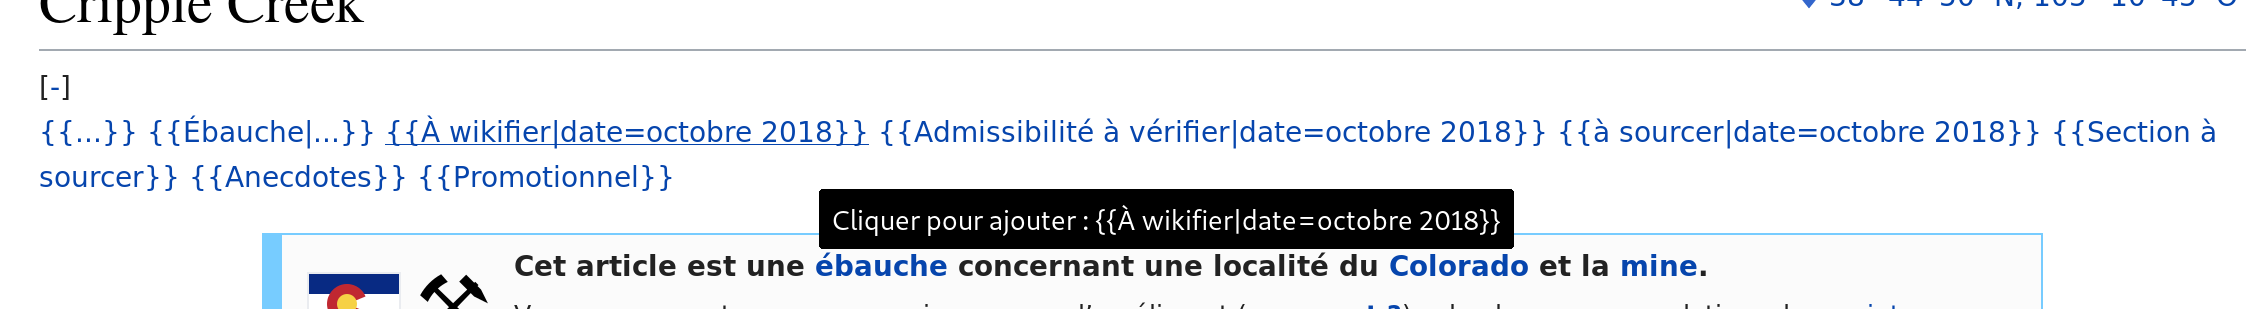 Cripple Creek
[-]
{{...}} {{Ébauche|...}} {{À wikifier|date=octobre 2018}} {{Admissibilité à vérifier|date=octobre 2018}} {{à sourcer|date=octobre 2018}} {{Section à
sourcer}} {{Anecdotes}} {{Promotionnel}}
Cliquer pour ajouter : {{À wikifier|date=octobre 2018}}
Cet article est une ébauche concernant une localité du Colorado et la mine.